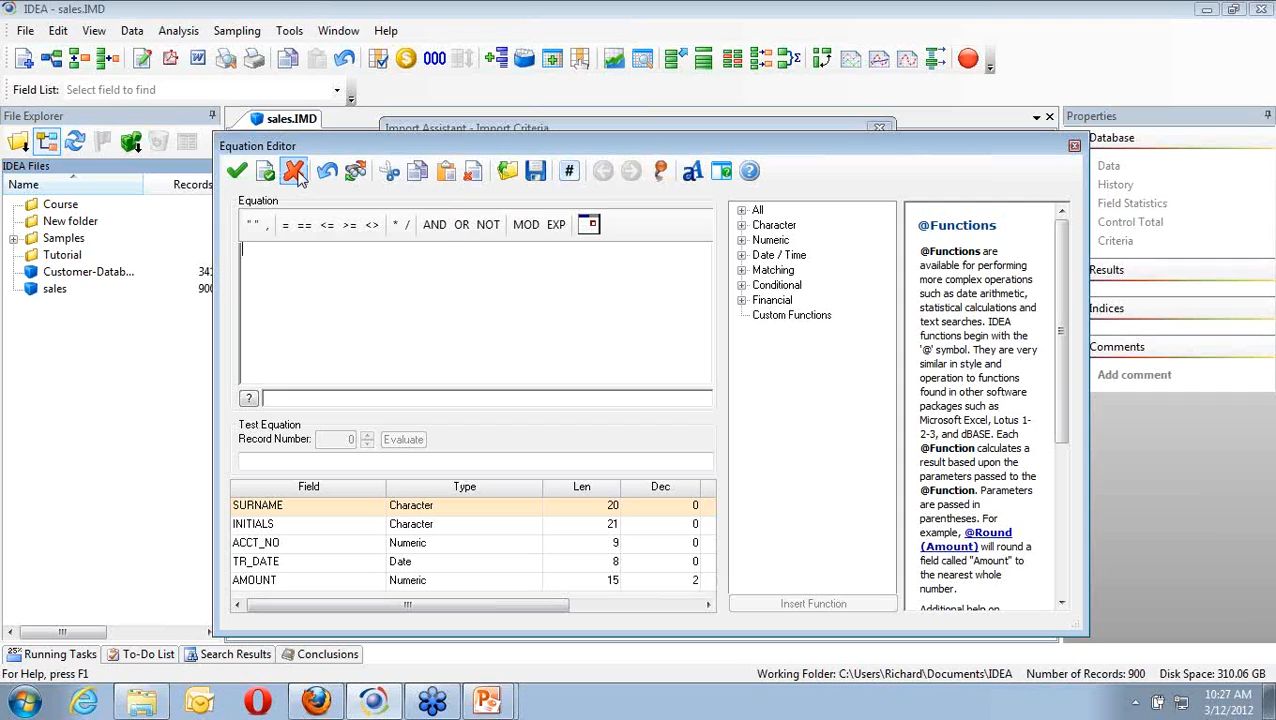 IDEA - sales.IMD
File Edit View Data Analysis Sampling Tools Window Help
Field List: Select field to find
File Explorer
sales.IMD
Import Assistant - Import Criteria
Properties
IDEA Files
Name Records
Course
New folder
Samples
Tutorial
Customer-Datab... 341
sales 900
Equation Editor
#
Equation
"" , = == <= >= <> * / AND OR NOT MOD EXP
?
Test Equation
Record Number: 0 Evaluate
Field Type Len Dec
SURNAME Character 20 0
INITIALS Character 21 0
ACCT_NO Numeric 9 0
TR_DATE Date 8 0
AMOUNT Numeric 15 2
All
Character
Numeric
Date / Time
Matching
Conditional
Financial
Custom Functions
Insert Function
@Functions
@Functions are
available for performing
more complex operations
such as date arithmetic,
statistical calculations and
text searches. IDEA
functions begin with the
'@' symbol. They are very
similar in style and
operation to functions
found in other software
packages such as
Microsoft Excel, Lotus 1-
2-3, and dBASE. Each
@Function calculates a
result based upon the
parameters passed to the
@Function. Parameters
are passed in
parentheses. For
example, @Round
(Amount) will round a
field called "Amount" to
the nearest whole
number.
Additional help on
Database
Data
History
Field Statistics
Control Total
Criteria
Results
Indices
Comments
Add comment
Running Tasks To-Do List Search Results Conclusions
For Help, press F1
Working Folder: C:\Users\Richard\Documents\IDEA Number of Records: 900 Disk Space: 310.06 GB
10:27 AM
3/12/2012